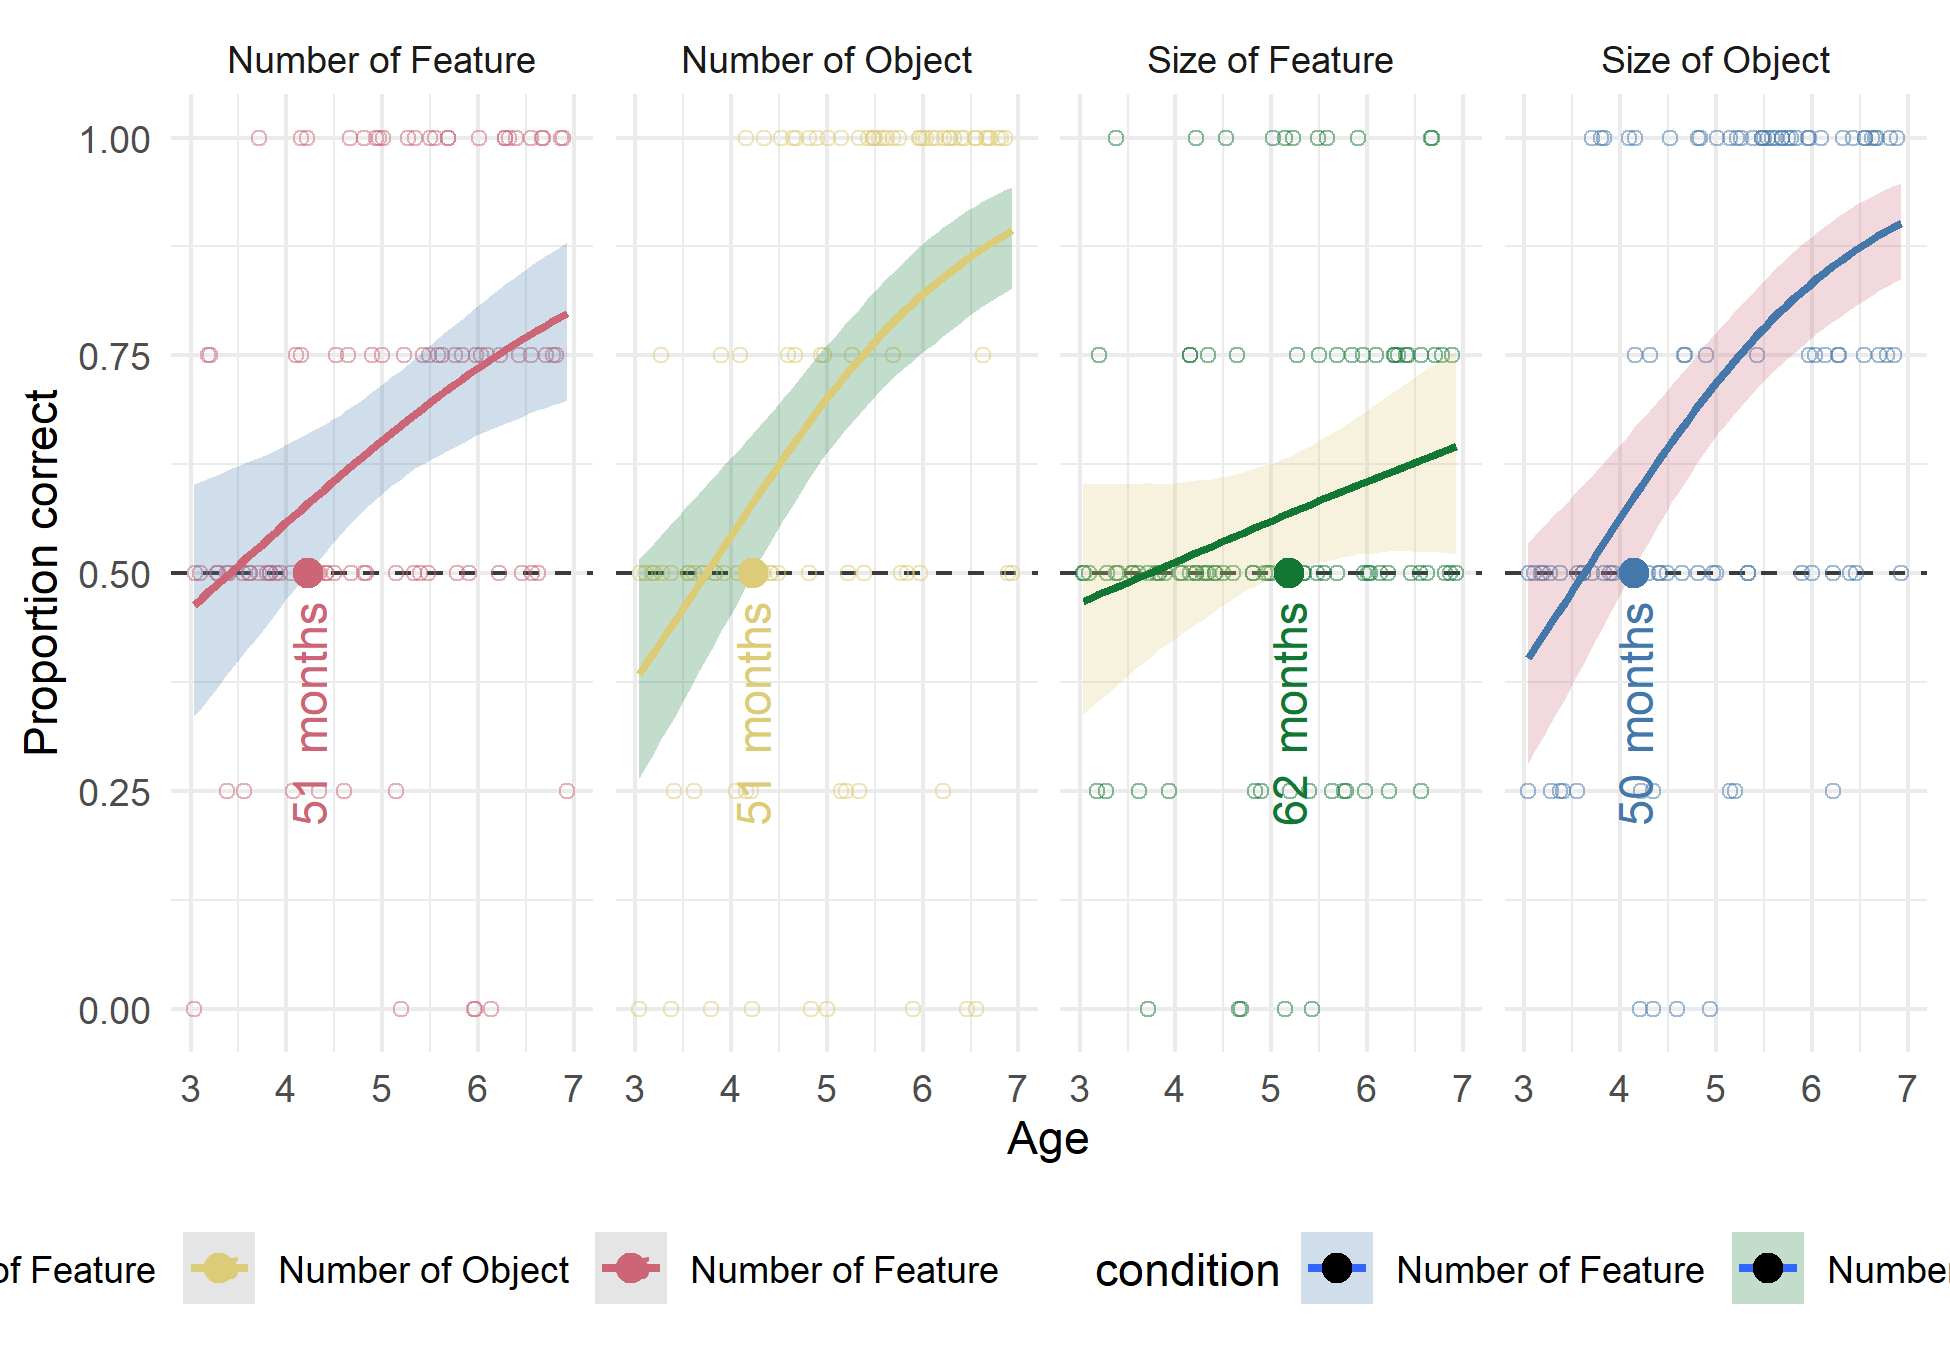 Number of Feature
Number of Object
Size of Feature
Size of Object
1.00
0.75
0.50
0.25
0.00
Proportion correct
51 months
51 months
62 months
50 months
3 4 5 6 7
3 4 5 6 7
3 4 5 6 7
3 4 5 6 7
Age
of Feature Number of Object Number of Feature condition Number of Feature Number